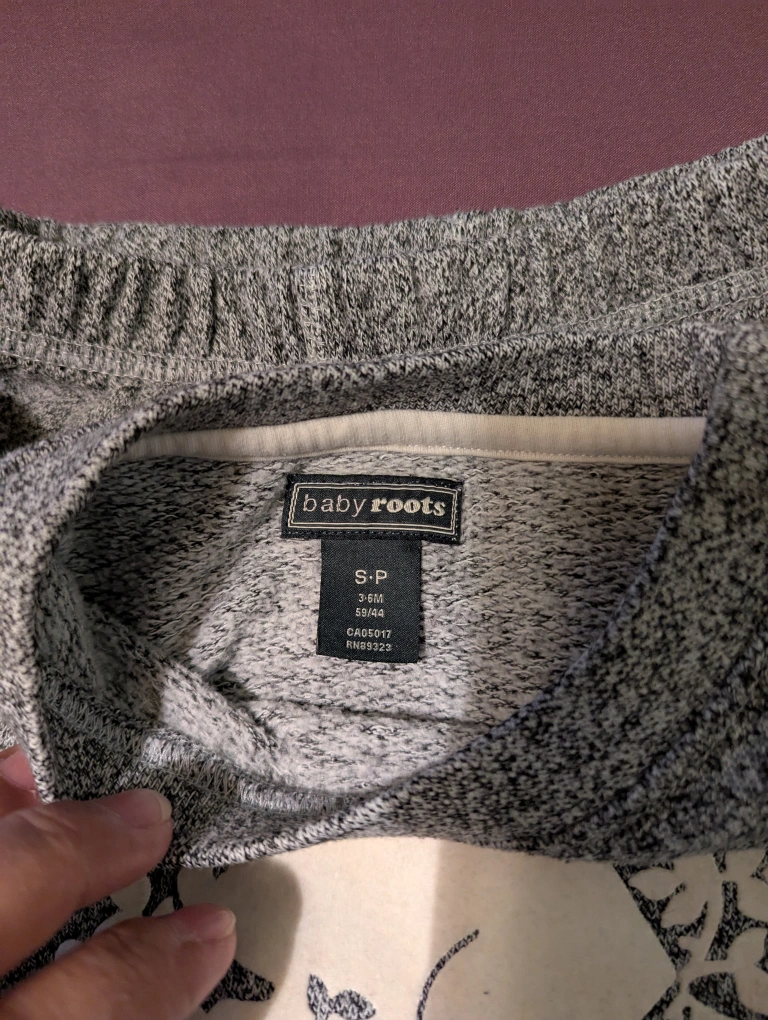 baby roots
S·P
3·6M
59/44
CA05017
RN89323